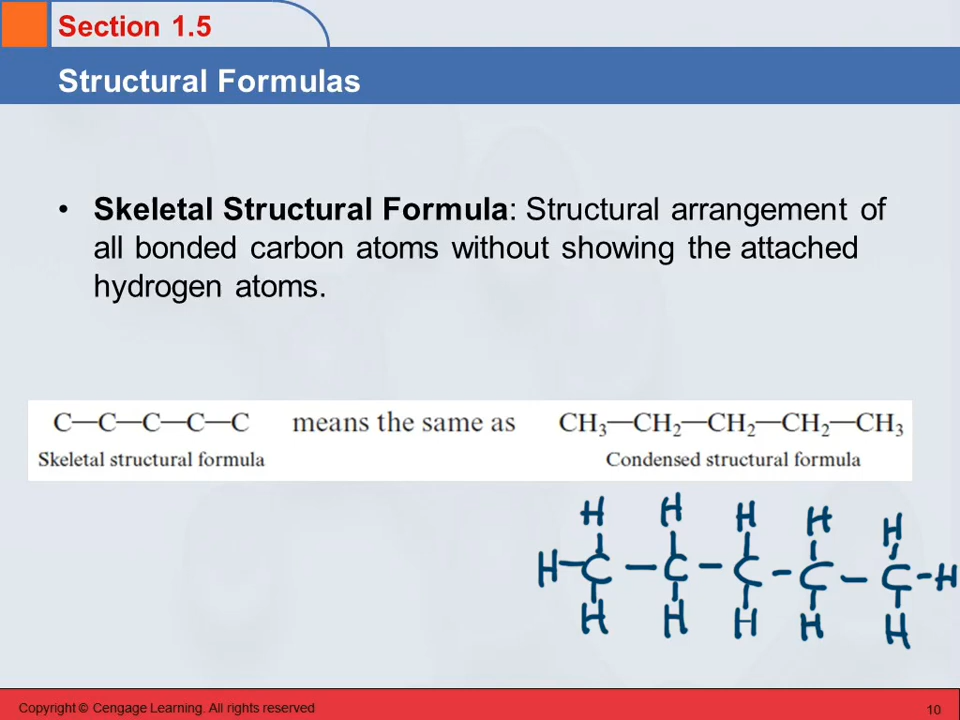 Section 1.5
Structural Formulas
• Skeletal Structural Formula: Structural arrangement of
all bonded carbon atoms without showing the attached
hydrogen atoms.
C—C—C—C—C means the same as CH₃—CH₂—CH₂—CH₂—CH₃
Skeletal structural formula Condensed structural formula
H H H H H
H–C–C–C–C–C–H
H H H H H
Copyright © Cengage Learning. All rights reserved 10